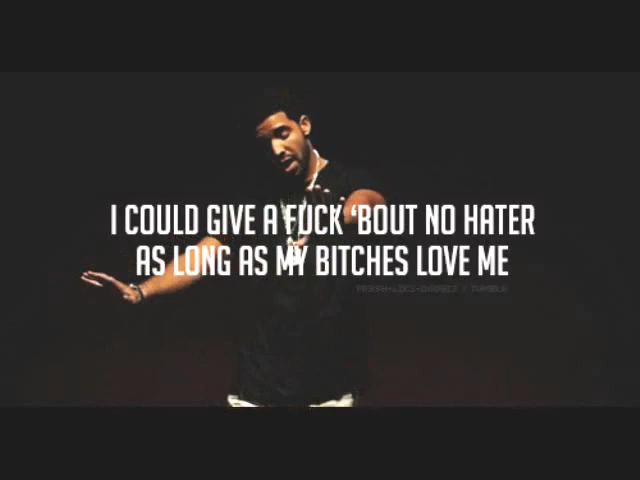 I COULD GIVE A FUCK ‘BOUT NO HATER
AS LONG AS MY BITCHES LOVE ME